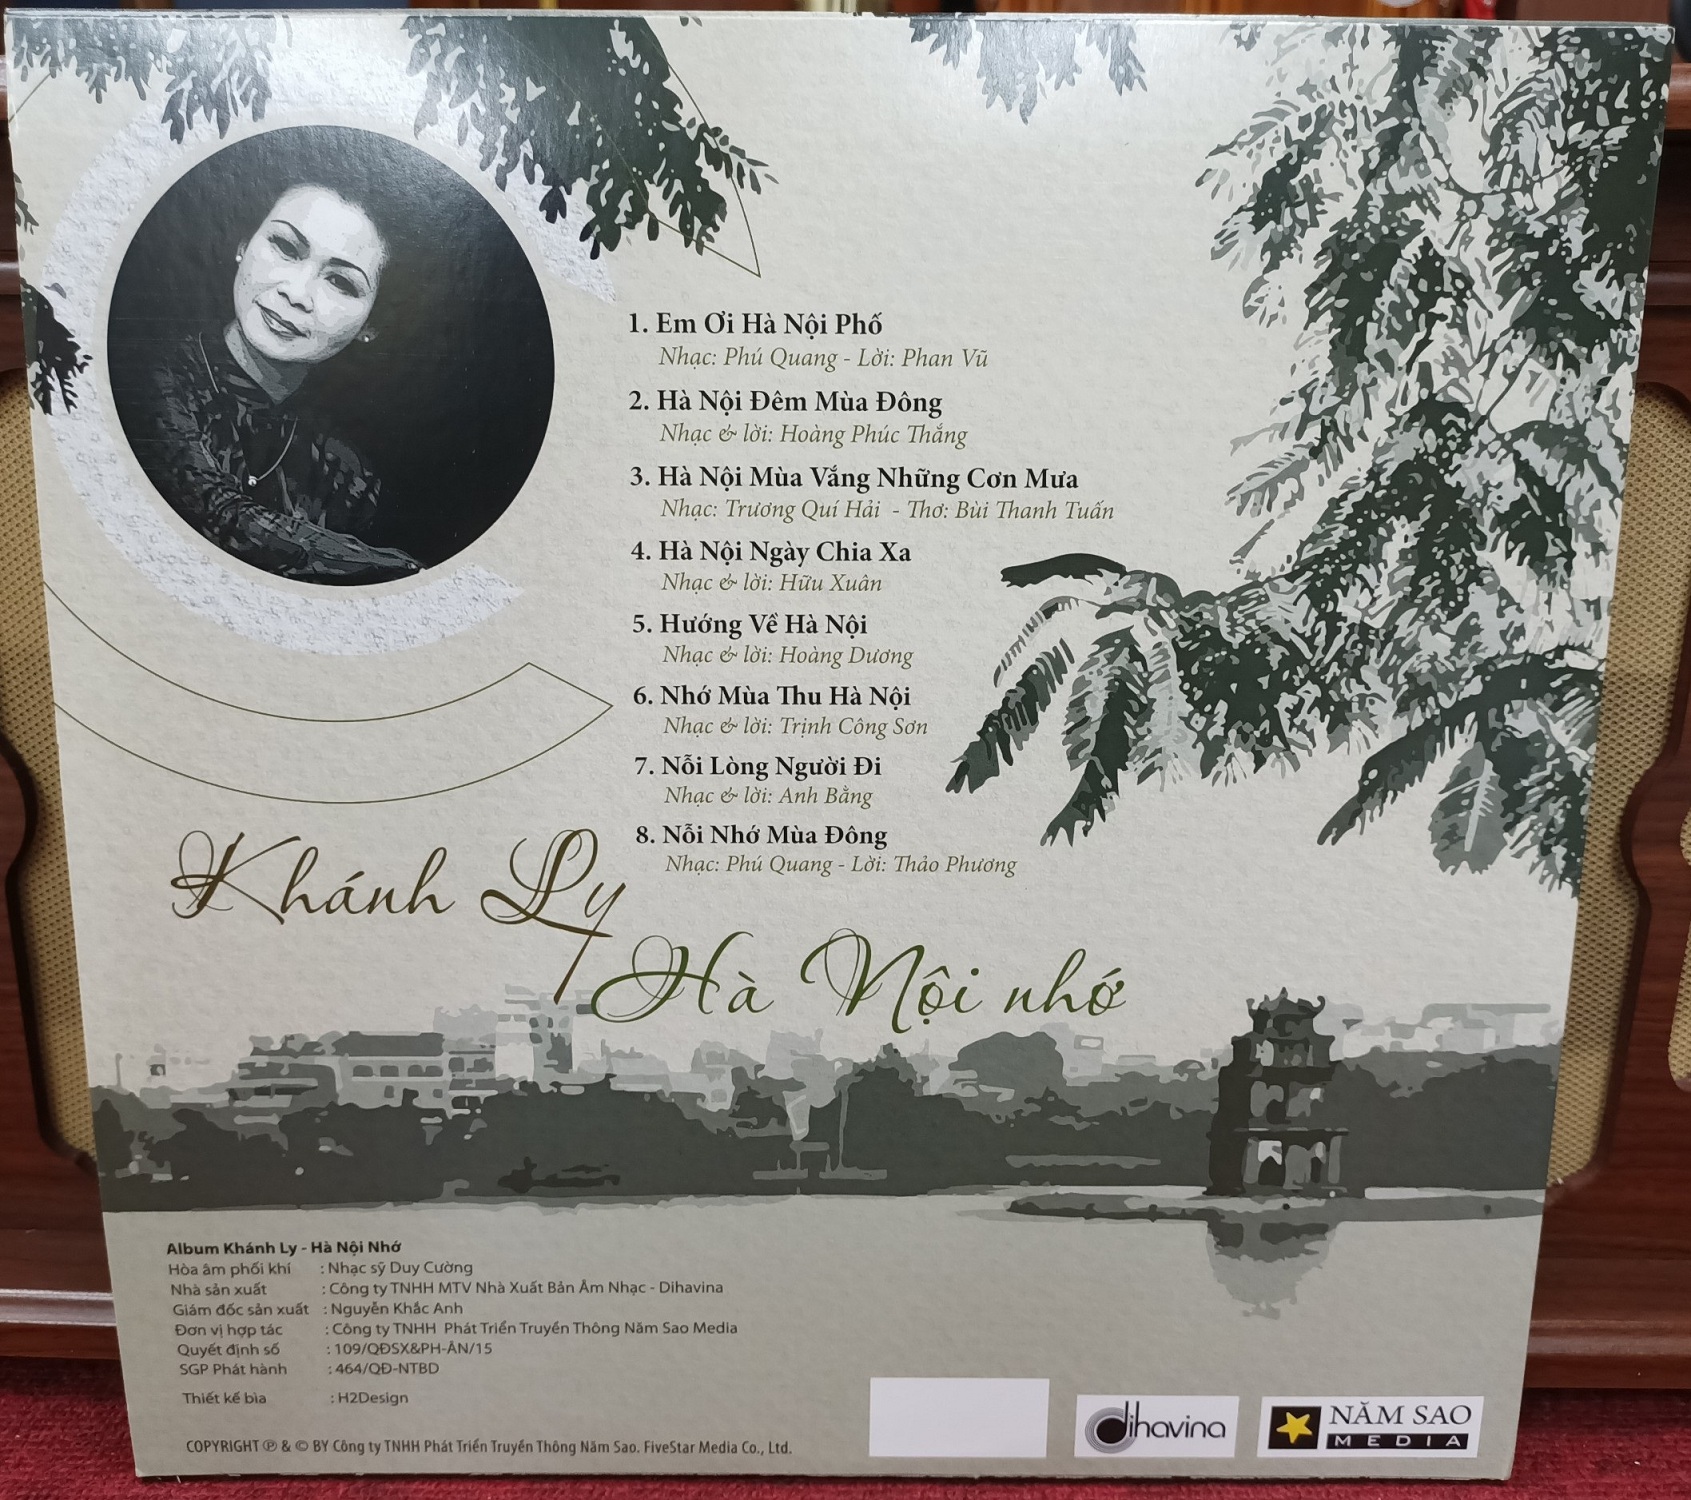 1. Em Ơi Hà Nội Phố
Nhạc: Phú Quang - Lời: Phan Vũ
2. Hà Nội Đêm Mùa Đông
Nhạc & lời: Hoàng Phúc Thắng
3. Hà Nội Mùa Vắng Những Cơn Mưa
Nhạc: Trương Quí Hải - Thơ: Bùi Thanh Tuấn
4. Hà Nội Ngày Chia Xa
Nhạc & lời: Hữu Xuân
5. Hướng Về Hà Nội
Nhạc & lời: Hoàng Dương
6. Nhớ Mùa Thu Hà Nội
Nhạc & lời: Trịnh Công Sơn
7. Nỗi Lòng Người Đi
Nhạc & lời: Anh Bằng
8. Nỗi Nhớ Mùa Đông
Nhạc: Phú Quang - Lời: Thảo Phương
Khánh Ly
Hà Nội nhớ
Album Khánh Ly - Hà Nội Nhớ
Hòa âm phối khí : Nhạc sỹ Duy Cường
Nhà sản xuất : Công ty TNHH MTV Nhà Xuất Bản Âm Nhạc - Dihavina
Giám đốc sản xuất : Nguyễn Khắc Anh
Đơn vị hợp tác : Công ty TNHH Phát Triển Truyền Thông Năm Sao Media
Quyết định số : 109/QĐSX&PH-ÂN/15
SGP Phát hành : 464/QĐ-NTBD
Thiết kế bìa : H2Design
COPYRIGHT ℗ & © BY Công ty TNHH Phát Triển Truyền Thông Năm Sao. FiveStar Media Co., Ltd.
dihavina
NĂM SAO
MEDIA